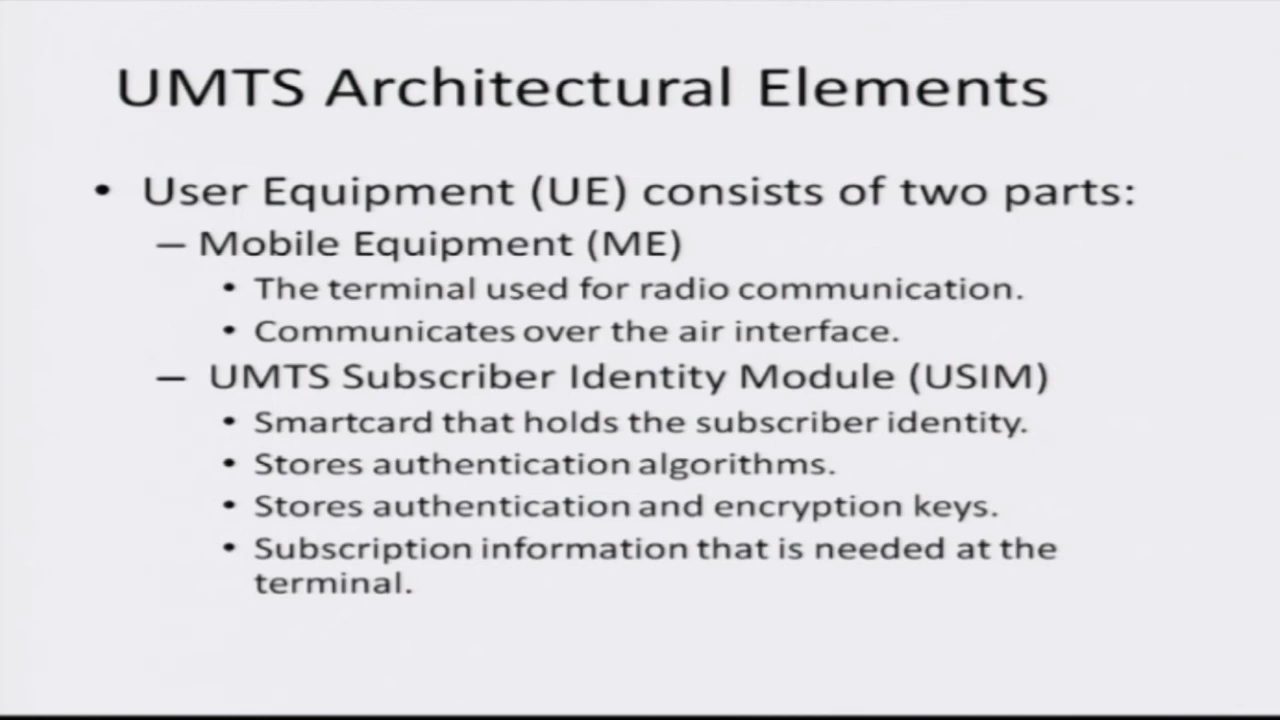 UMTS Architectural Elements
• User Equipment (UE) consists of two parts:
– Mobile Equipment (ME)
• The terminal used for radio communication.
• Communicates over the air interface.
– UMTS Subscriber Identity Module (USIM)
• Smartcard that holds the subscriber identity.
• Stores authentication algorithms.
• Stores authentication and encryption keys.
• Subscription information that is needed at the
terminal.